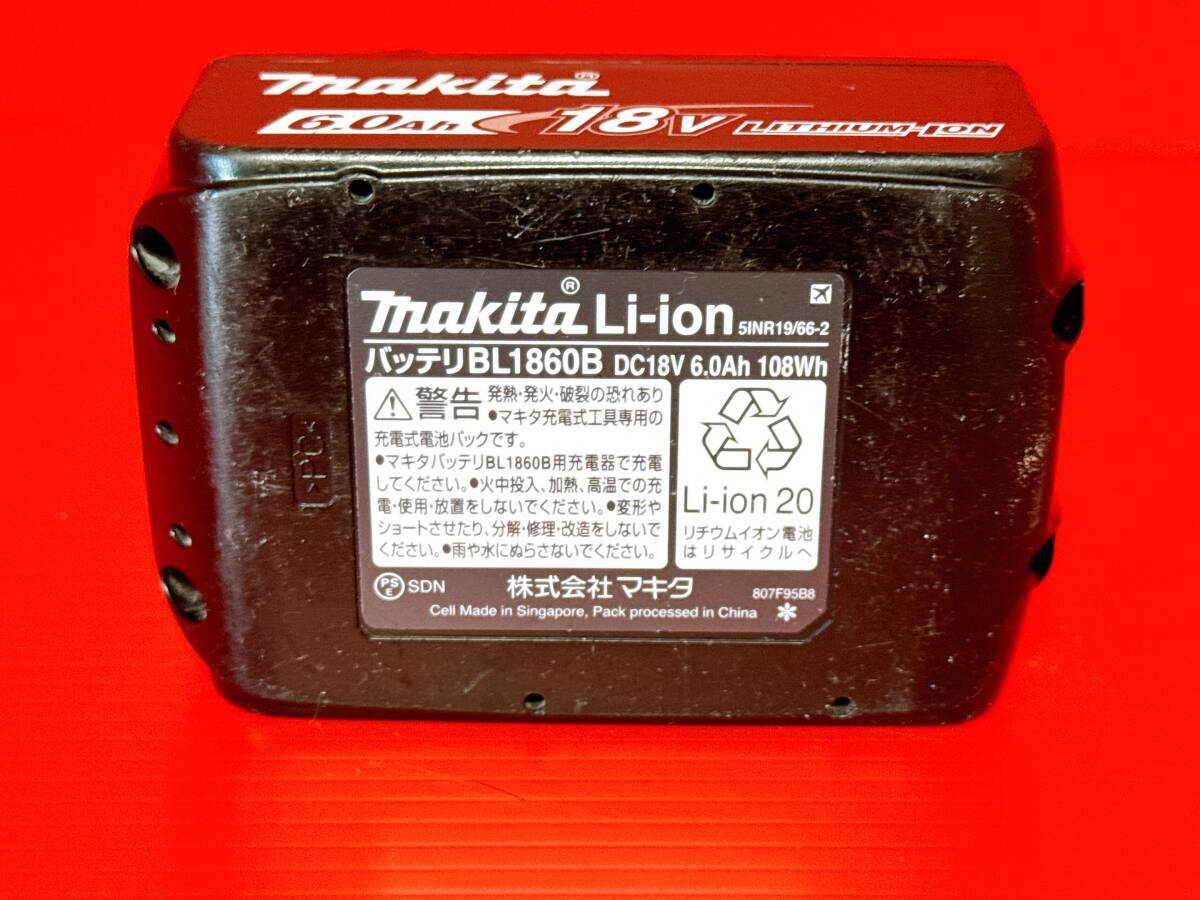 makita®
6.0Ah 18V LITHIUM-ION
makita® Li-ion 5INR19/66-2
バッテリBL1860B DC18V 6.0Ah 108Wh
警告 発熱・発火・破裂の恐れあり
●マキタ充電式工具専用の
充電式電池パックです。
●マキタバッテリBL1860B用充電器で充電
してください。●火中投入、加熱、高温での充
電・使用・放置をしないでください。●変形や
ショートさせたり、分解・修理・改造をしないで
ください。●雨や水にぬらさないでください。
Li-ion 20
リチウムイオン電池
はリサイクルへ
PSE SDN 株式会社 マキタ 807F95B8
Cell Made in Singapore, Pack processed in China ✻
>PC<